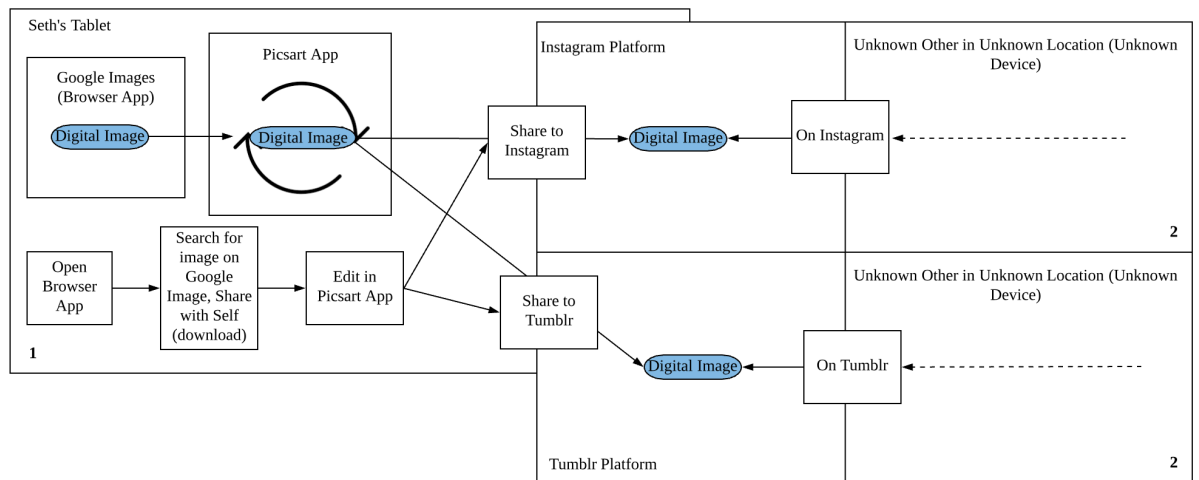 Seth's Tablet
Google Images
(Browser App)
Digital Image
Picsart App
Digital Image
Open
Browser
App
Search for
image on
Google
Image, Share
with Self
(download)
Edit in
Picsart App
1
Instagram Platform
Share to
Instagram
Digital Image
Unknown Other in Unknown Location (Unknown
Device)
On Instagram
2
Share to
Tumblr
Digital Image
Tumblr Platform
Unknown Other in Unknown Location (Unknown
Device)
On Tumblr
2